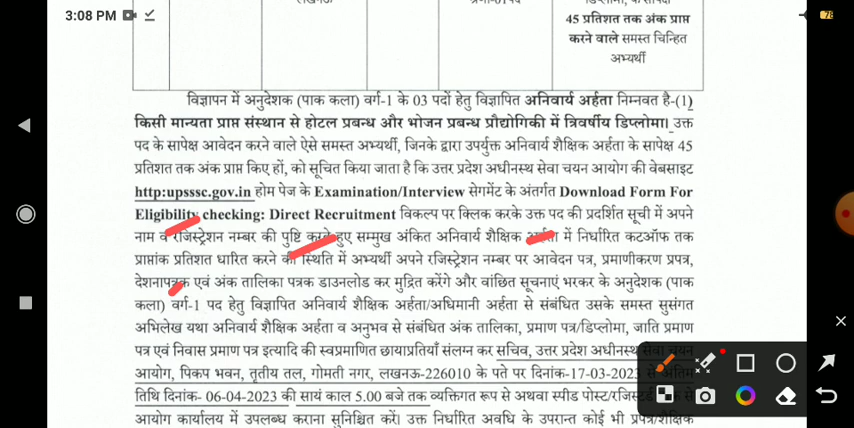 3:08 PM
78
लखनऊ
45 प्रतिशत तक अंक प्राप्त
करने वाले समस्त चिन्हित
अभ्यर्थी
विज्ञापन में अनुदेशक (पाक कला) वर्ग-1 के 03 पदों हेतु विज्ञापित अनिवार्य अर्हता निम्नवत है-(1)
किसी मान्यता प्राप्त संस्थान से होटल प्रबन्ध और भोजन प्रबन्ध प्रौद्योगिकी में त्रिवर्षीय डिप्लोमा। उक्त
पद के सापेक्ष आवेदन करने वाले ऐसे समस्त अभ्यर्थी, जिनके द्वारा उपर्युक्त अनिवार्य शैक्षिक अर्हता के सापेक्ष 45
प्रतिशत तक अंक प्राप्त किए हों, को सूचित किया जाता है कि उत्तर प्रदेश अधीनस्थ सेवा चयन आयोग की वेबसाइट
http:upsssc.gov.in होम पेज के Examination/Interview सेगमेंट के अंतर्गत Download Form For
Eligibility checking: Direct Recruitment विकल्प पर क्लिक करके उक्त पद की प्रदर्शित सूची में अपने
नाम व रजिस्ट्रेशन नम्बर की पुष्टि करते हुए सम्मुख अंकित अनिवार्य शैक्षिक अर्हता में निर्धारित कटऑफ तक
प्राप्तांक प्रतिशत धारित करने की स्थिति में अभ्यर्थी अपने रजिस्ट्रेशन नम्बर पर आवेदन पत्र, प्रमाणीकरण प्रपत्र,
देशनापत्रक एवं अंक तालिका पत्रक डाउनलोड कर मुद्रित करेंगे और वांछित सूचनाएं भरकर के अनुदेशक (पाक
कला) वर्ग-1 पद हेतु विज्ञापित अनिवार्य शैक्षिक अर्हता/अधिमानी अर्हता से संबंधित उसके समस्त सुसंगत
अभिलेख यथा अनिवार्य शैक्षिक अर्हता व अनुभव से संबंधित अंक तालिका, प्रमाण पत्र/डिप्लोमा, जाति प्रमाण
पत्र एवं निवास प्रमाण पत्र इत्यादि की स्वप्रमाणित छायाप्रतियाँ संलग्न कर सचिव, उत्तर प्रदेश अधीनस्थ सेवा चयन
आयोग, पिकप भवन, तृतीय तल, गोमती नगर, लखनऊ-226010 के पते पर दिनांक-17-03-2023 से अंतिम
तिथि दिनांक- 06-04-2023 की सायं काल 5.00 बजे तक व्यक्तिगत रूप से अथवा स्पीड पोस्ट/रजिस्टर्ड से
आयोग कार्यालय में उपलब्ध कराना सुनिश्चित करें। उक्त निर्धारित अवधि के उपरान्त कोई भी प्रपत्र/शैक्षिक